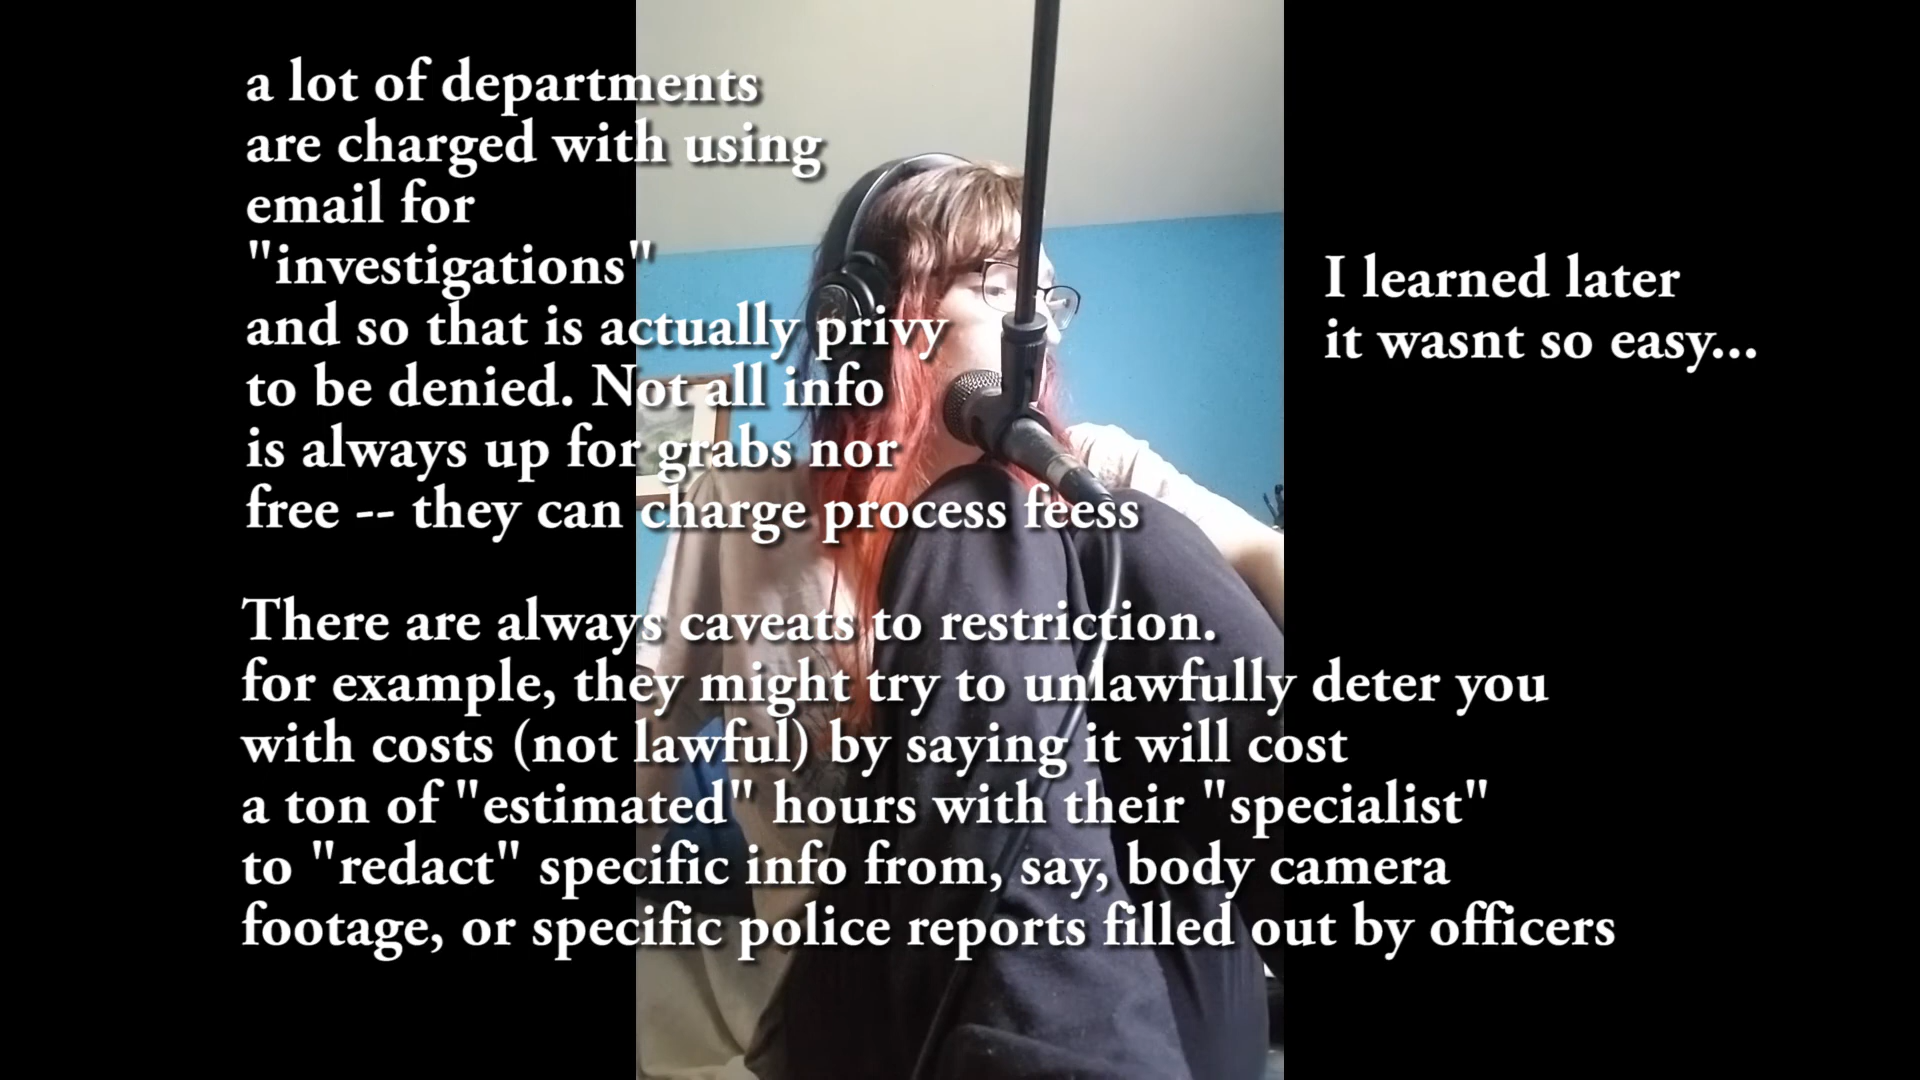 a lot of departments
are charged with using
email for
"investigations"
and so that is actually privy
to be denied. Not all info
is always up for grabs nor
free -- they can charge process feess
I learned later
it wasnt so easy...
There are always caveats to restriction.
for example, they might try to unlawfully deter you
with costs (not lawful) by saying it will cost
a ton of "estimated" hours with their "specialist"
to "redact" specific info from, say, body camera
footage, or specific police reports filled out by officers